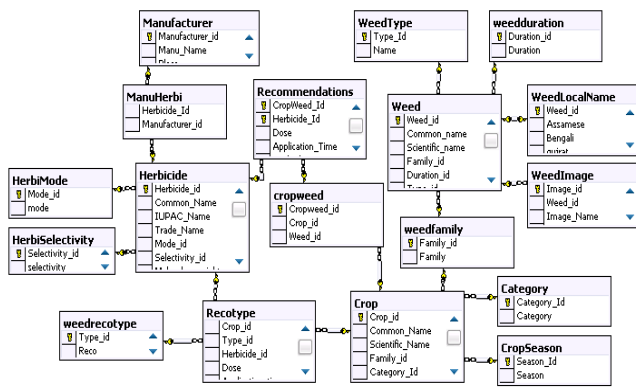 Manufacturer
Manufacturer_id
Manu_Name
WeedType
Type_Id
Name
weedduration
Duration_id
Duration
ManuHerbi
Herbicide_Id
Manufacturer_id
Recommendations
CropWeed_Id
Herbicide_Id
Dose
Application_Time
Weed
Weed_id
Common_name
Scientific_name
Family_id
Duration_id
WeedLocalName
Weed_id
Assamese
Bengali
gujrat
HerbiMode
Mode_id
mode
Herbicide
Herbicide_id
Common_Name
IUPAC_Name
Trade_Name
Mode_id
Selectivity_id
cropweed
Cropweed_id
Crop_id
Weed_id
WeedImage
Image_id
Weed_id
Image_Name
HerbiSelectivity
Selectivity_id
selectivity
weedfamily
Family_id
Family
weedrecotype
Type_id
Reco
Recotype
Crop_id
Type_id
Herbicide_id
Dose
Crop
Crop_id
Common_Name
Scientific_Name
Family_id
Category_Id
Category
Category_Id
Category
CropSeason
Season_Id
Season